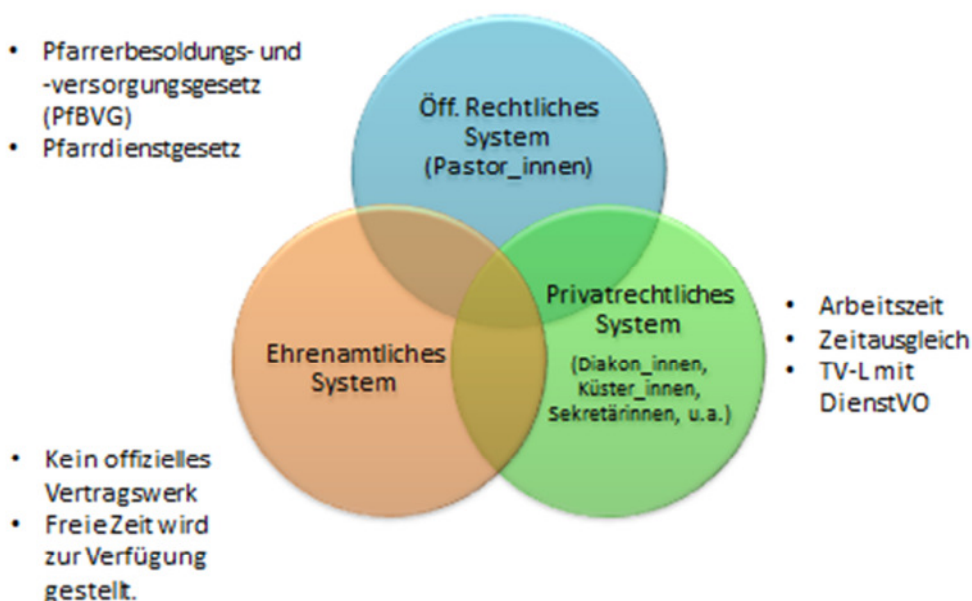 • Pfarrerbesoldungs- und
-versorgungsgesetz
(PfBVG)
• Pfarrdienstgesetz
Öff. Rechtliches
System
(Pastor_innen)
Privatrechtliches
System
(Diakon_innen,
Küster_innen,
Sekretärinnen, u.a.)
• Arbeitszeit
• Zeitausgleich
• TV-L mit
DienstVO
Ehrenamtliches
System
• Kein offizielles
Vertragswerk
• Freie Zeit wird
zur Verfügung
gestellt.